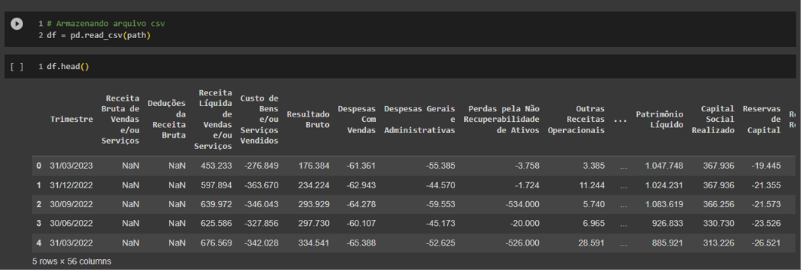 1 # Armazenando arquivo csv
2 df = pd.read_csv(path)
[ ] 1 df.head()
Trimestre Receita Bruta de Vendas e/ou Serviços Deduções da Receita Bruta Receita Líquida de Vendas e/ou Serviços Custo de Bens e/ou Serviços Vendidos Resultado Bruto Despesas Com Vendas Despesas Gerais e Administrativas Perdas pela Não Recuperabilidade de Ativos Outras Receitas Operacionais ... Patrimônio Líquido Capital Social Realizado Reservas de Capital
0 31/03/2023 NaN NaN 453.233 -276.849 176.384 -61.361 -55.385 -3.758 3.385 ... 1.047.748 367.936 -19.445
1 31/12/2022 NaN NaN 597.894 -363.670 234.224 -62.943 -44.570 -1.724 11.244 ... 1.024.231 367.936 -21.355
2 30/09/2022 NaN NaN 639.972 -346.043 293.929 -64.278 -59.553 -534.000 5.740 ... 1.083.619 366.256 -21.573
3 30/06/2022 NaN NaN 625.586 -327.856 297.730 -60.107 -45.173 -17.000 6.965 ... 926.833 330.730 -23.526
4 31/03/2022 NaN NaN 676.569 -342.028 334.541 -65.388 -52.625 -526.000 28.591 ... 885.921 313.226 -26.521
5 rows × 56 columns